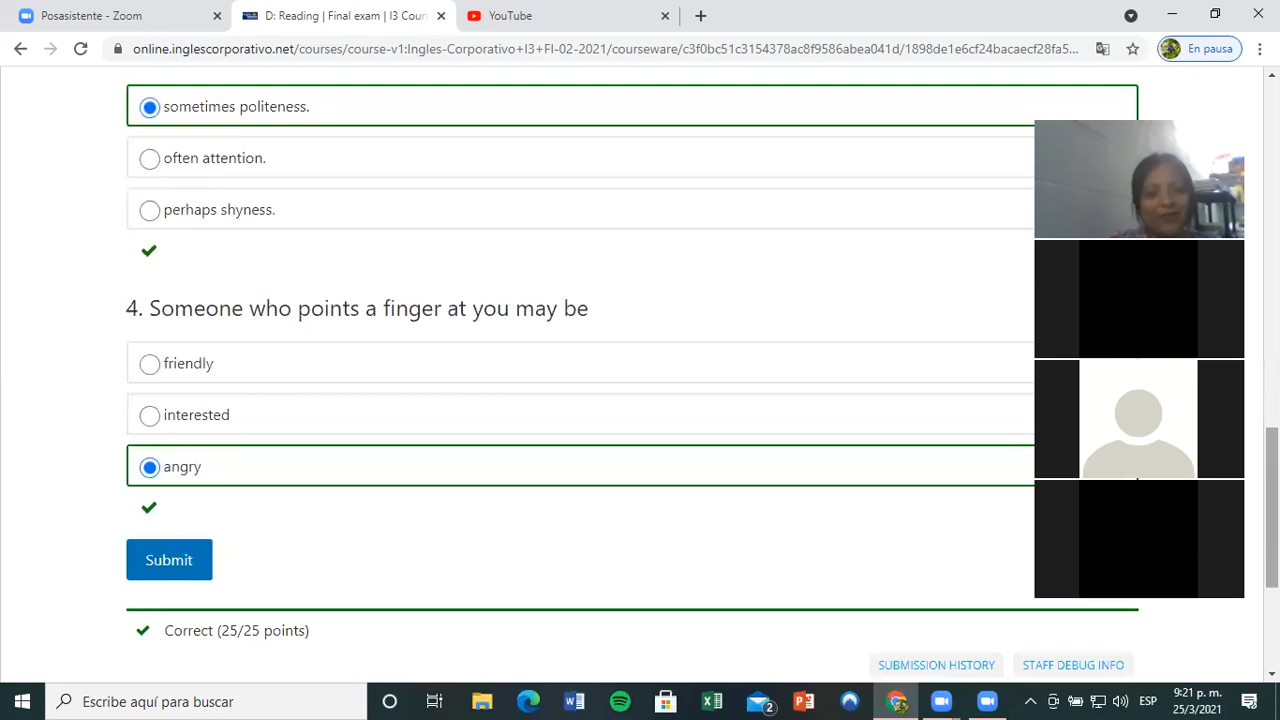 Posasistente - Zoom
D: Reading | Final exam | I3 Cour
YouTube
online.inglescorporativo.net/courses/course-v1:Ingles-Corporativo+I3+FI-02-2021/courseware/c3f0bc51c3154378ac8f9586abea041d/1898de1e6cf24bacaecf28fa5...
En pausa
sometimes politeness.
often attention.
perhaps shyness.
4. Someone who points a finger at you may be
friendly
interested
angry
Submit
Correct (25/25 points)
SUBMISSION HISTORY
STAFF DEBUG INFO
Escribe aquí para buscar
2
ESP
9:21 p. m.
25/3/2021